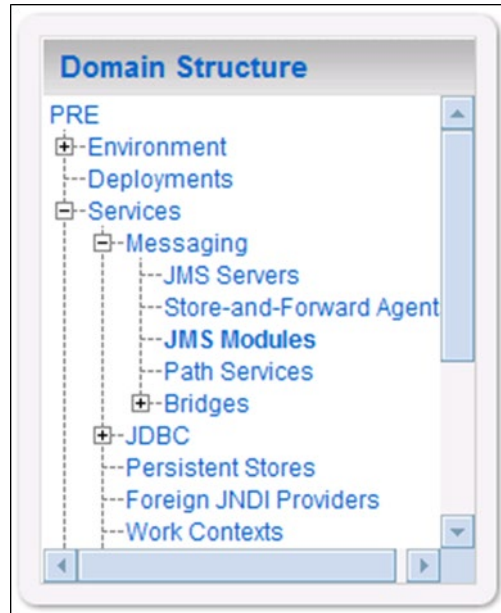 Domain Structure
PRE
Environment
Deployments
Services
Messaging
JMS Servers
Store-and-Forward Agent
JMS Modules
Path Services
Bridges
JDBC
Persistent Stores
Foreign JNDI Providers
Work Contexts